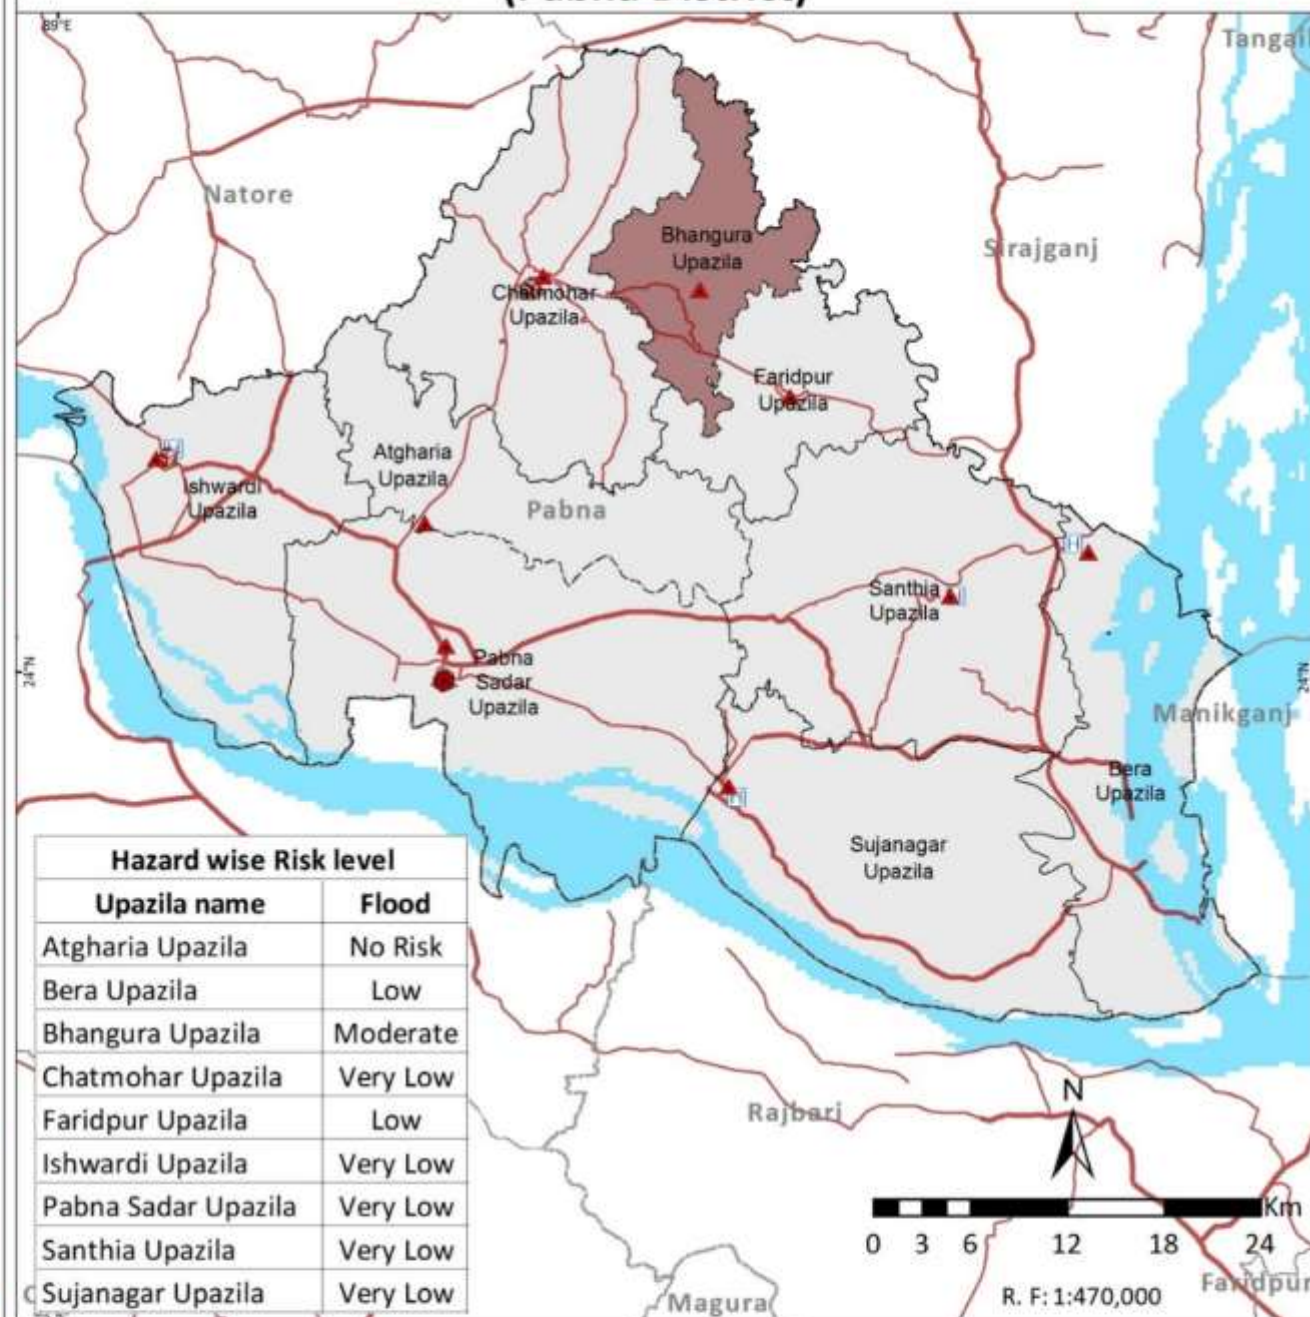 89°E
Tangail
Natore
Sirajganj
Bhangura
Upazila
Chatmohar
Upazila
Faridpur
Upazila
Atgharia
Upazila
Ishwardi
Upazila
Pabna
H
Santhia
Upazila
24°N
24°N
Pabna
Sadar
Upazila
Manikganj
Bera
Upazila
H
Sujanagar
Upazila
Hazard wise Risk level
Upazila name Flood
Atgharia Upazila No Risk
Bera Upazila Low
Bhangura Upazila Moderate
Chatmohar Upazila Very Low
Faridpur Upazila Low
Ishwardi Upazila Very Low
Pabna Sadar Upazila Very Low
Santhia Upazila Very Low
Sujanagar Upazila Very Low
Rajbari
N
Km
0 3 6 12 18 24
R. F: 1:470,000
Faridpur
Magura